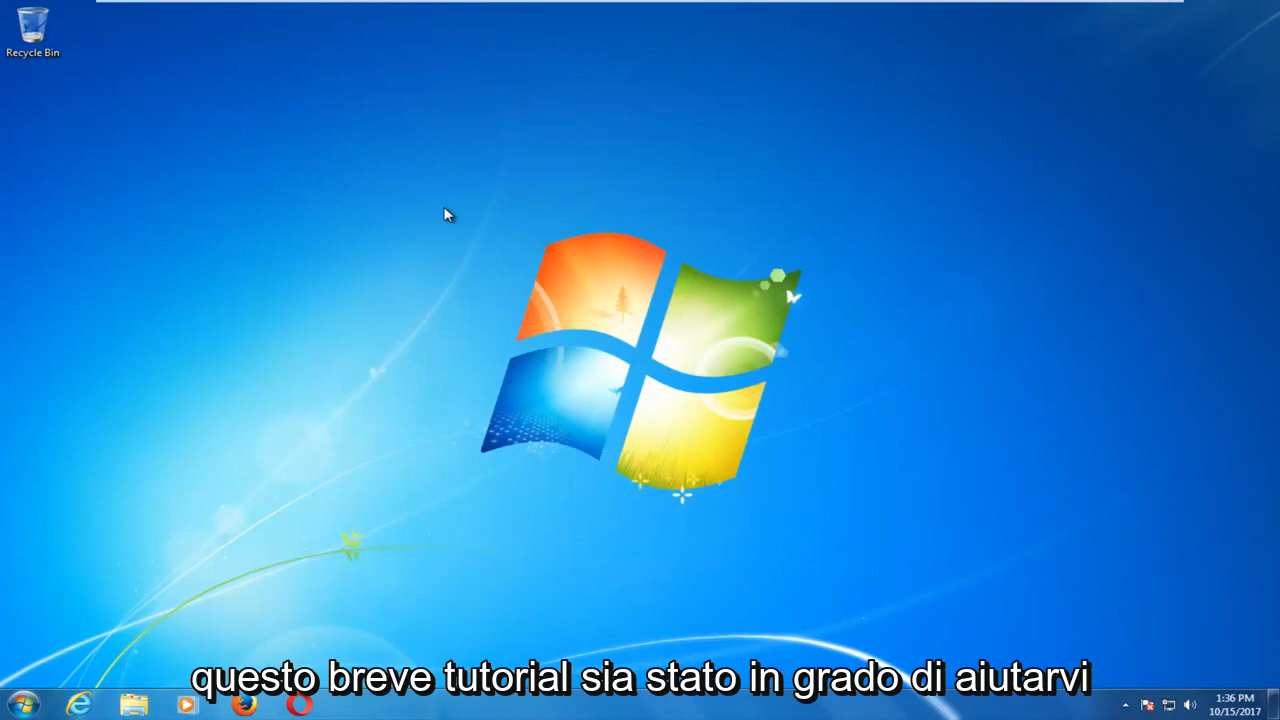 Recycle Bin
questo breve tutorial sia stato in grado di aiutarvi
1:36 PM
10/15/2017